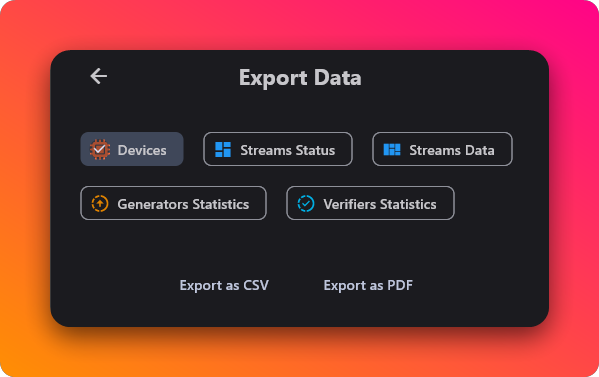 Export Data
Devices
Streams Status
Streams Data
Generators Statistics
Verifiers Statistics
Export as CSV
Export as PDF